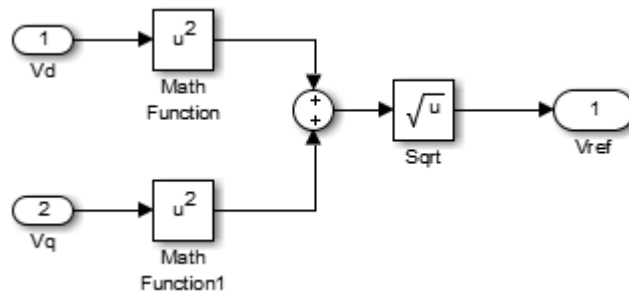 1
Vd
u²
Math
Function
+
+
√u
Sqrt
1
Vref
2
Vq
u²
Math
Function1